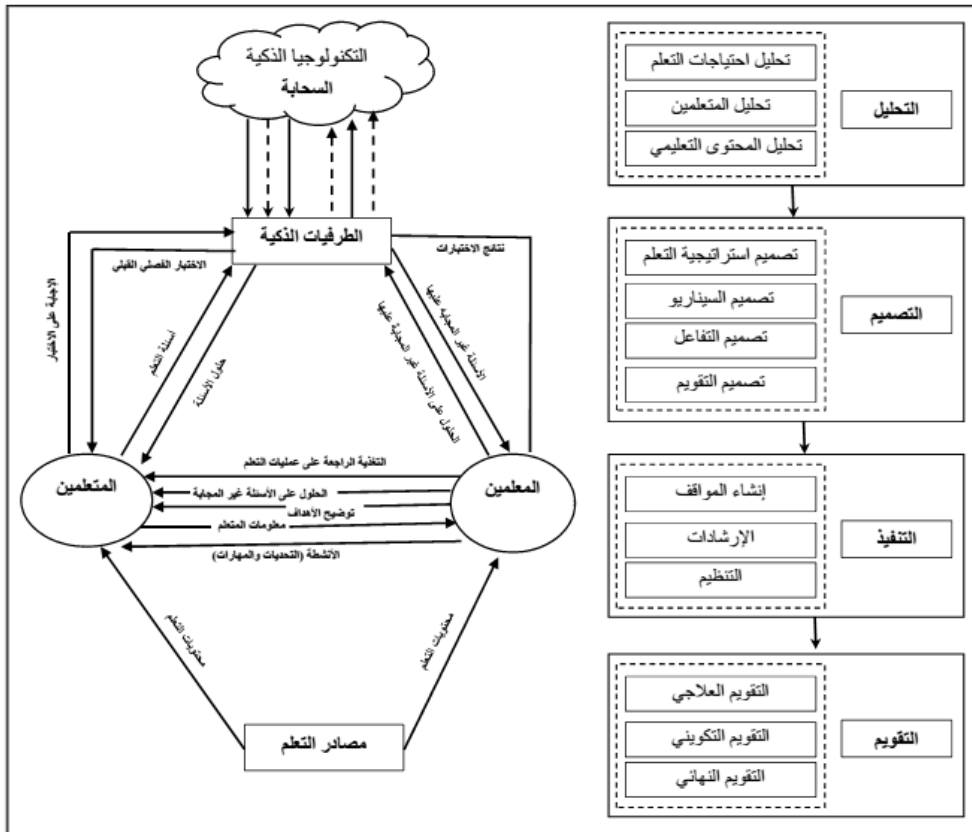 التحليل
تحليل احتياجات التعلم
تحليل المتعلمين
تحليل المحتوى التعليمي
التصميم
تصميم استراتيجية التعلم
تصميم السيناريو
تصميم التفاعل
تصميم التقويم
التنفيذ
إنشاء المواقف
الإرشادات
التنظيم
التقويم
التقويم العلاجي
التقويم التكويني
التقويم النهائي
التكنولوجيا الذكية
السحابة
الطرفيات الذكية
نتائج الاختبارات
الاختبار الفصلي القبلي
الإجابة على الاختبار
أسئلة التعلم
حلول الأسئلة
الأسئلة غير المجابه عليها
الحلول على الأسئلة غير المجابة عليها
المعلمين
المتعلمين
التغذية الراجعة على عمليات التعلم
الحلول على الأسئلة غير المجابة
توضيح الأهداف
معلومات المتعلم
الأنشطة (التحديات والمهارات)
محتويات التعلم
محتويات التعلم
مصادر التعلم